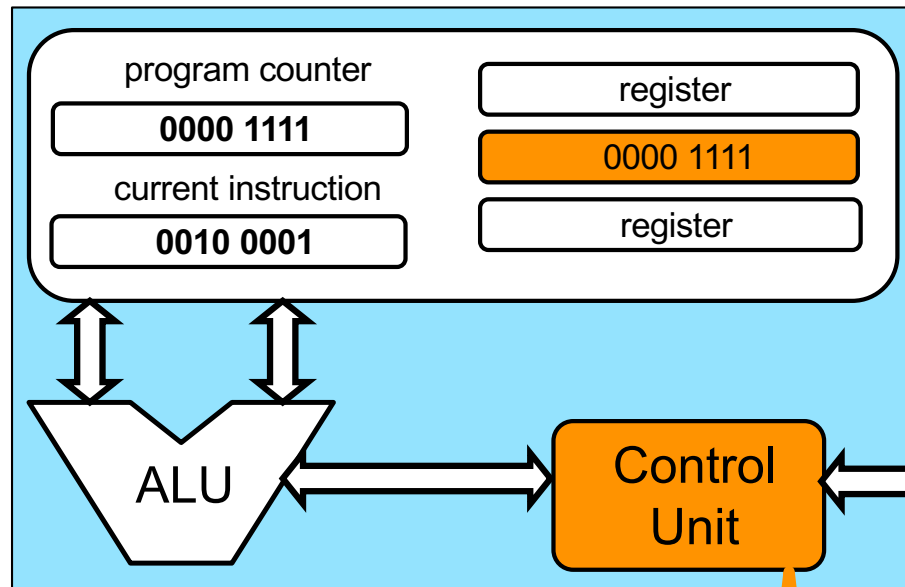 program counter
0000 1111
current instruction
0010 0001
register
0000 1111
register
ALU
Control
Unit